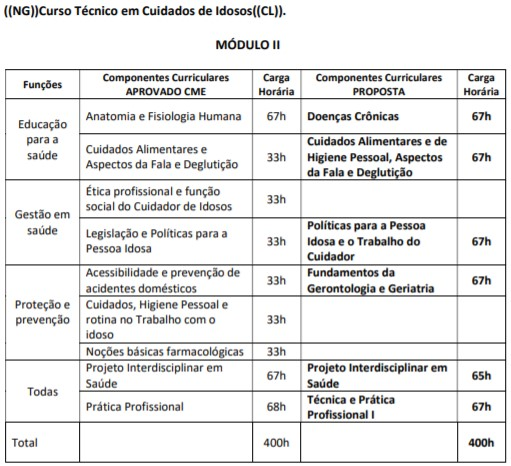 ((NG))Curso Técnico em Cuidados de Idosos((CL)).
MÓDULO II
Funções
Componentes Curriculares
APROVADO CME
Carga
Horária
Componentes Curriculares
PROPOSTA
Carga
Horária
Educação
para a
saúde
Anatomia e Fisiologia Humana
67h
Doenças Crônicas
67h
Cuidados Alimentares e
Aspectos da Fala e Deglutição
33h
Cuidados Alimentares e de
Higiene Pessoal, Aspectos
da Fala e Deglutição
67h
Gestão em
saúde
Ética profissional e função
social do Cuidador de Idosos
33h
Legislação e Políticas para a
Pessoa Idosa
33h
Políticas para a Pessoa
Idosa e o Trabalho do
Cuidador
67h
Proteção e
prevenção
Acessibilidade e prevenção de
acidentes domésticos
33h
Fundamentos da
Gerontologia e Geriatria
67h
Cuidados, Higiene Pessoal e
rotina no Trabalho com o
idoso
33h
Noções básicas farmacológicas
33h
Todas
Projeto Interdisciplinar em
Saúde
67h
Projeto Interdisciplinar em
Saúde
65h
Prática Profissional
68h
Técnica e Prática
Profissional I
67h
Total
400h
400h